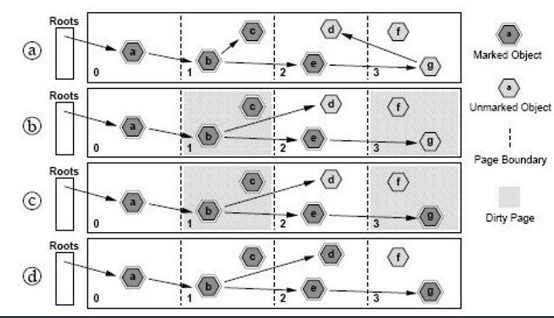 Roots
a
b
c
d
e
f
g
0
1
2
3
ⓐ
Roots
a
b
c
d
e
f
g
0
1
2
3
ⓑ
Roots
a
b
c
d
e
f
g
0
1
2
3
ⓒ
Roots
a
b
c
d
e
f
g
0
1
2
3
ⓓ
a
Marked Object
a
Unmarked Object
Page Boundary
Dirty Page